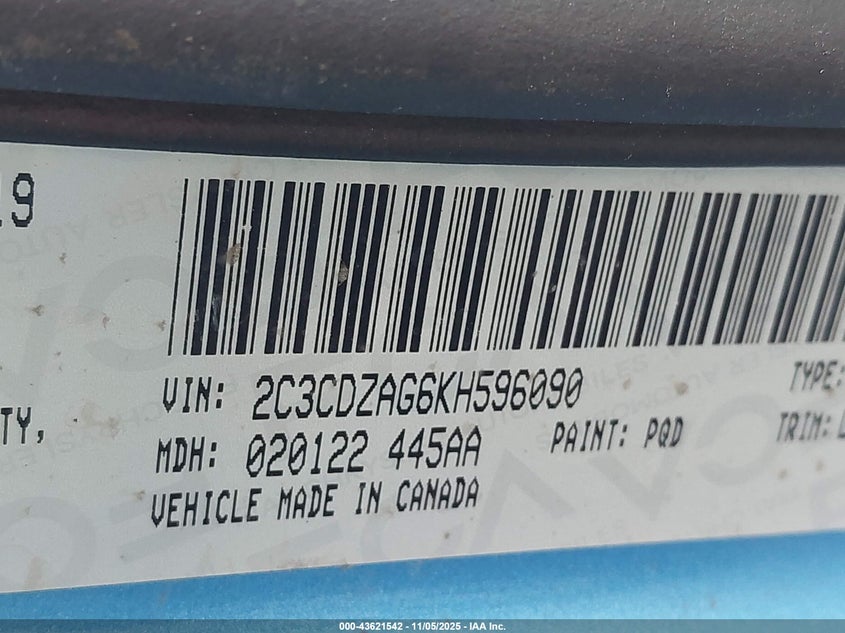 19
VIN: 2C3CDZAG6KH596090
TYPE:
TY,
MDH: 020122 445AA
PAINT: PQD
TRIM:
VEHICLE MADE IN CANADA
000-43621542 - 11/05/2025 - IAA Inc.